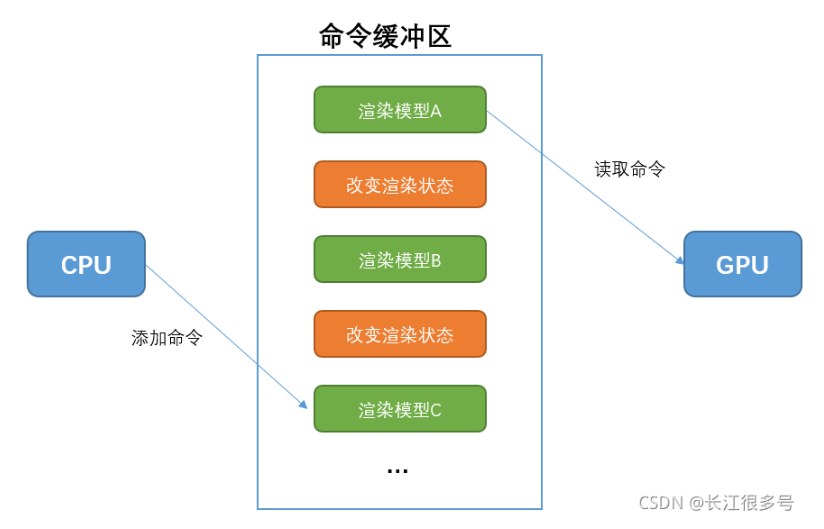 命令缓冲区
渲染模型A
读取命令
改变渲染状态
CPU
渲染模型B
GPU
添加命令
改变渲染状态
渲染模型C
...
CSDN @长江很多号